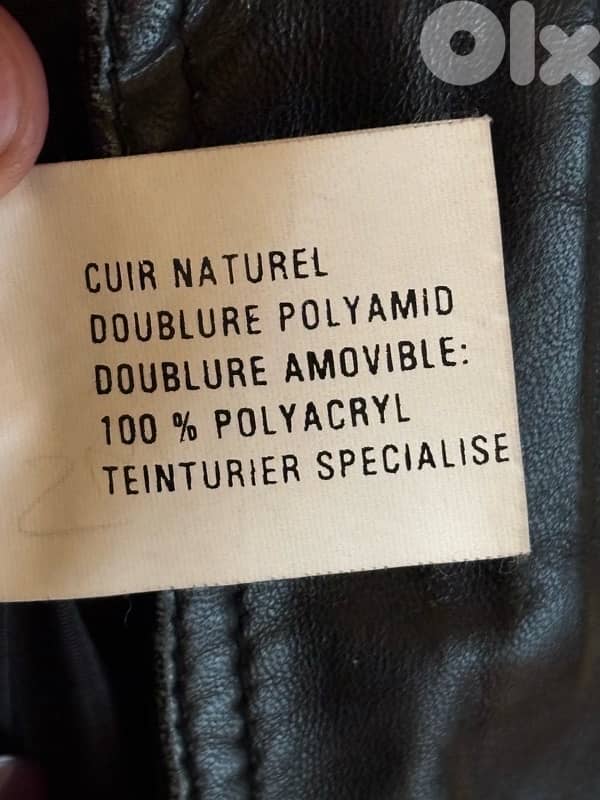 Olx
CUIR NATUREL
DOUBLURE POLYAMID
DOUBLURE AMOVIBLE:
100 % POLYACRYL
TEINTURIER SPECIALISE